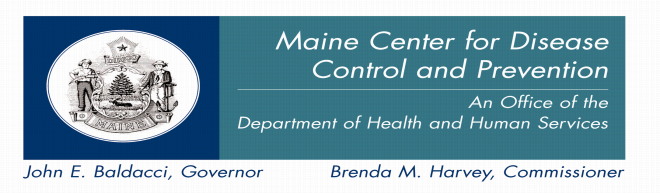 Maine Center for Disease
Control and Prevention
An Office of the
Department of Health and Human Services
MAINE
John E. Baldacci, Governor
Brenda M. Harvey, Commissioner